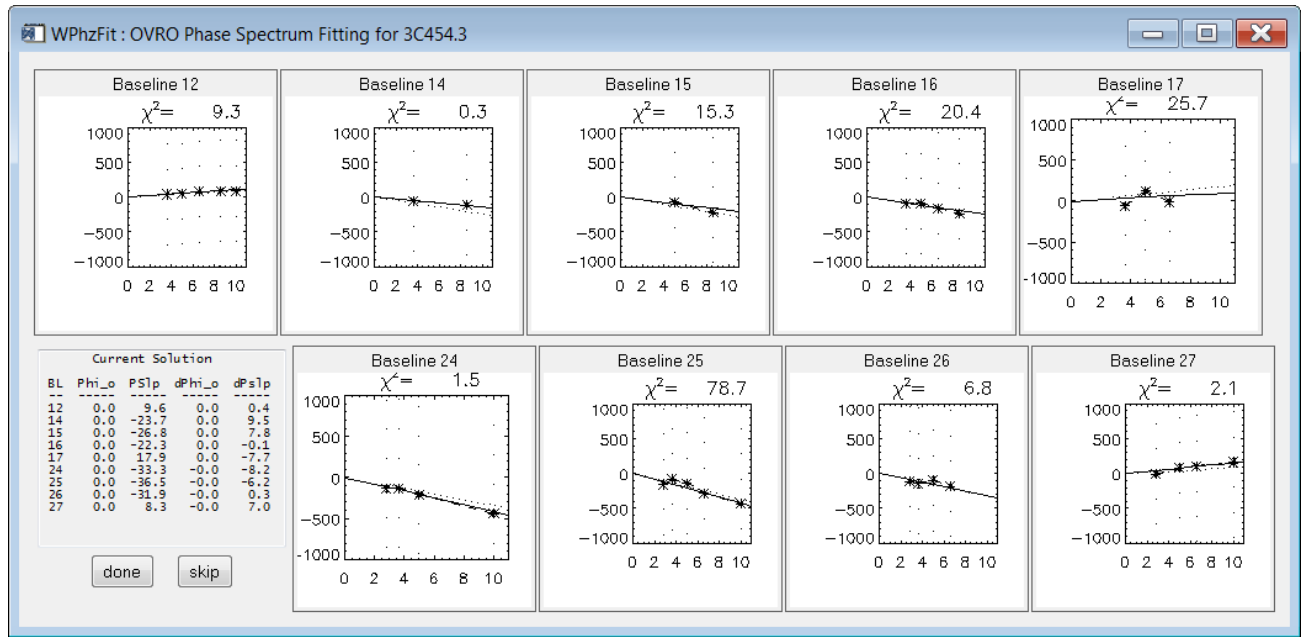 WPhzFit : OVRO Phase Spectrum Fitting for 3C454.3
Baseline 12
χ²= 9.3
1000
500
0
−500
−1000
0 2 4 6 8 10
Baseline 14
χ²= 0.3
1000
500
0
−500
−1000
0 2 4 6 8 10
Baseline 15
χ²= 15.3
1000
500
0
−500
−1000
0 2 4 6 8 10
Baseline 16
χ²= 20.4
1000
500
0
−500
−1000
0 2 4 6 8 10
Baseline 17
χ²= 25.7
1000
500
0
−500
-1000
0 2 4 6 8 10
Current Solution
BL Phi_o PSlp dPhi_o dPslp
-- ----- ----- ----- -----
12 0.0 9.6 0.0 0.4
14 0.0 -23.7 0.0 9.5
15 0.0 -26.8 0.0 7.8
16 0.0 -22.3 0.0 -0.1
17 0.0 17.9 0.0 -7.7
24 0.0 -33.3 -0.0 -8.2
25 0.0 -36.5 -0.0 -6.2
26 0.0 -31.9 -0.0 0.3
27 0.0 8.3 -0.0 7.0
done skip
Baseline 24
χ²= 1.5
1000
500
0
−500
-1000
0 2 4 6 8 10
Baseline 25
χ²= 78.7
1000
500
0
−500
−1000
0 2 4 6 8 10
Baseline 26
χ²= 6.8
1000
500
0
−500
−1000
0 2 4 6 8 10
Baseline 27
χ²= 2.1
1000
500
0
−500
−1000
0 2 4 6 8 10